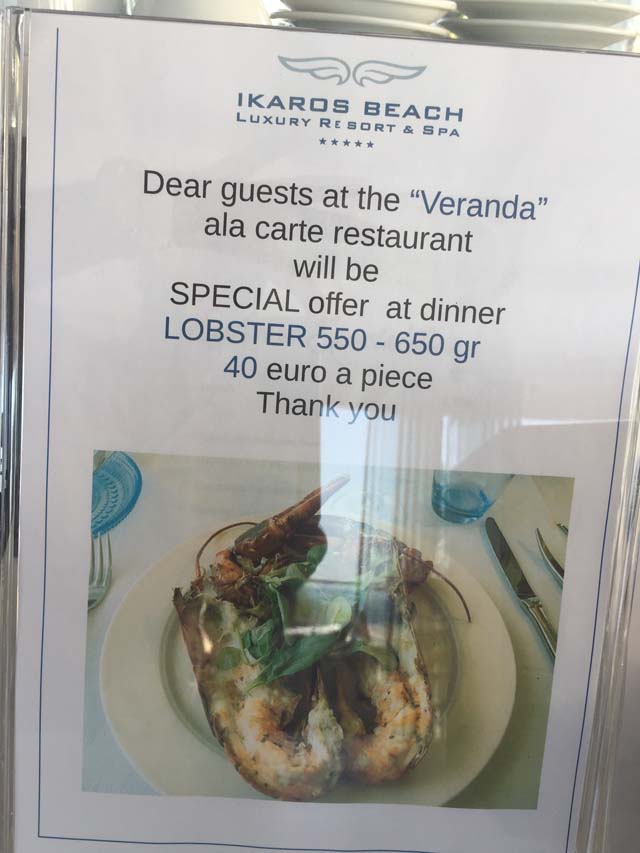 IKAROS BEACH
LUXURY RESORT & SPA
Dear guests at the “Veranda”
ala carte restaurant
will be
SPECIAL offer at dinner
LOBSTER 550 - 650 gr
40 euro a piece
Thank you